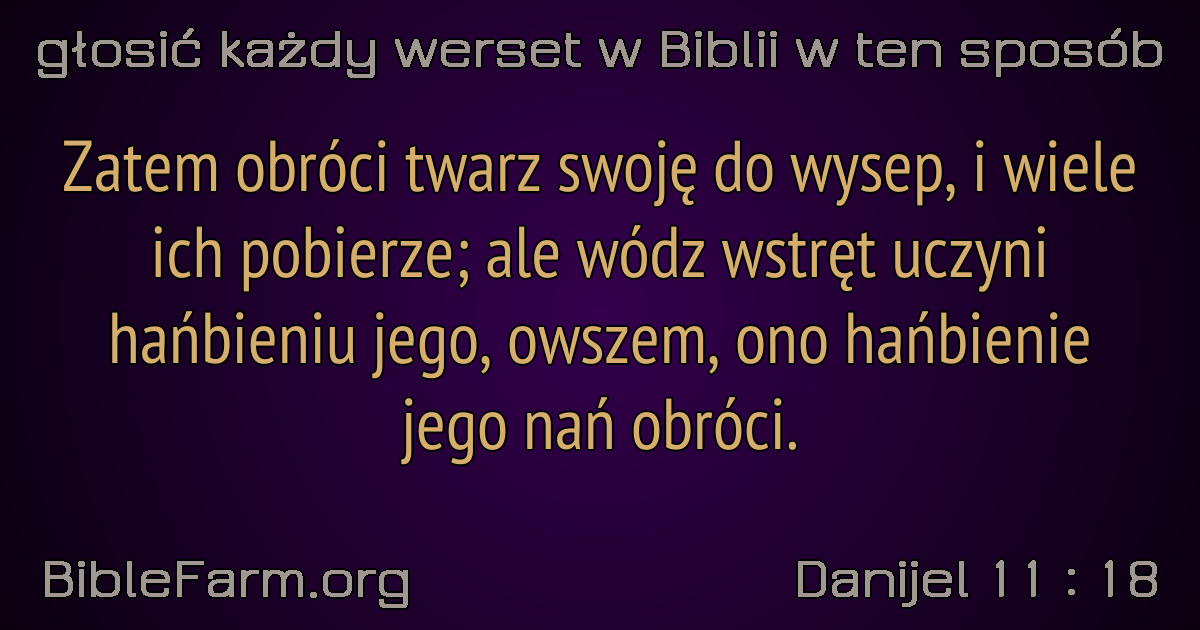 głosić każdy werset w Biblii w ten sposób
Zatem obróci twarz swoję do wysep, i wiele
ich pobierze; ale wódz wstręt uczyni
hańbieniu jego, owszem, ono hańbienie
jego nań obróci.
BibleFarm.org
Danijel 11 : 18